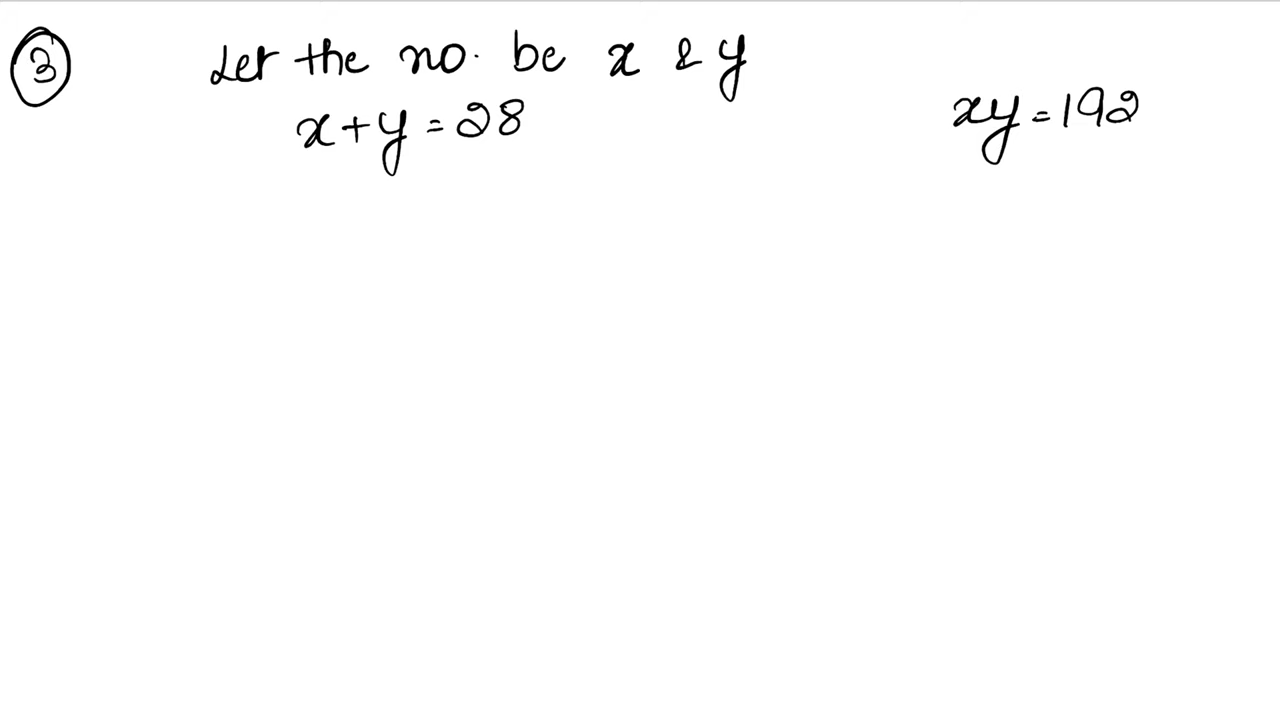 ③ Let the no. be x & y
x+y=28 xy=192